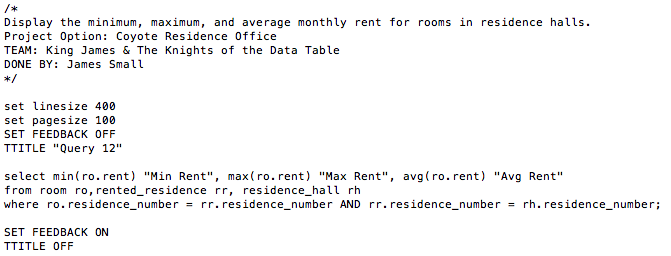 /*
Display the minimum, maximum, and average monthly rent for rooms in residence halls.
Project Option: Coyote Residence Office
TEAM: King James & The Knights of the Data Table
DONE BY: James Small
*/
set linesize 400
set pagesize 100
SET FEEDBACK OFF
TTITLE "Query 12"
select min(ro.rent) "Min Rent", max(ro.rent) "Max Rent", avg(ro.rent) "Avg Rent"
from room ro,rented_residence rr, residence_hall rh
where ro.residence_number = rr.residence_number AND rr.residence_number = rh.residence_number;
SET FEEDBACK ON
TTITLE OFF